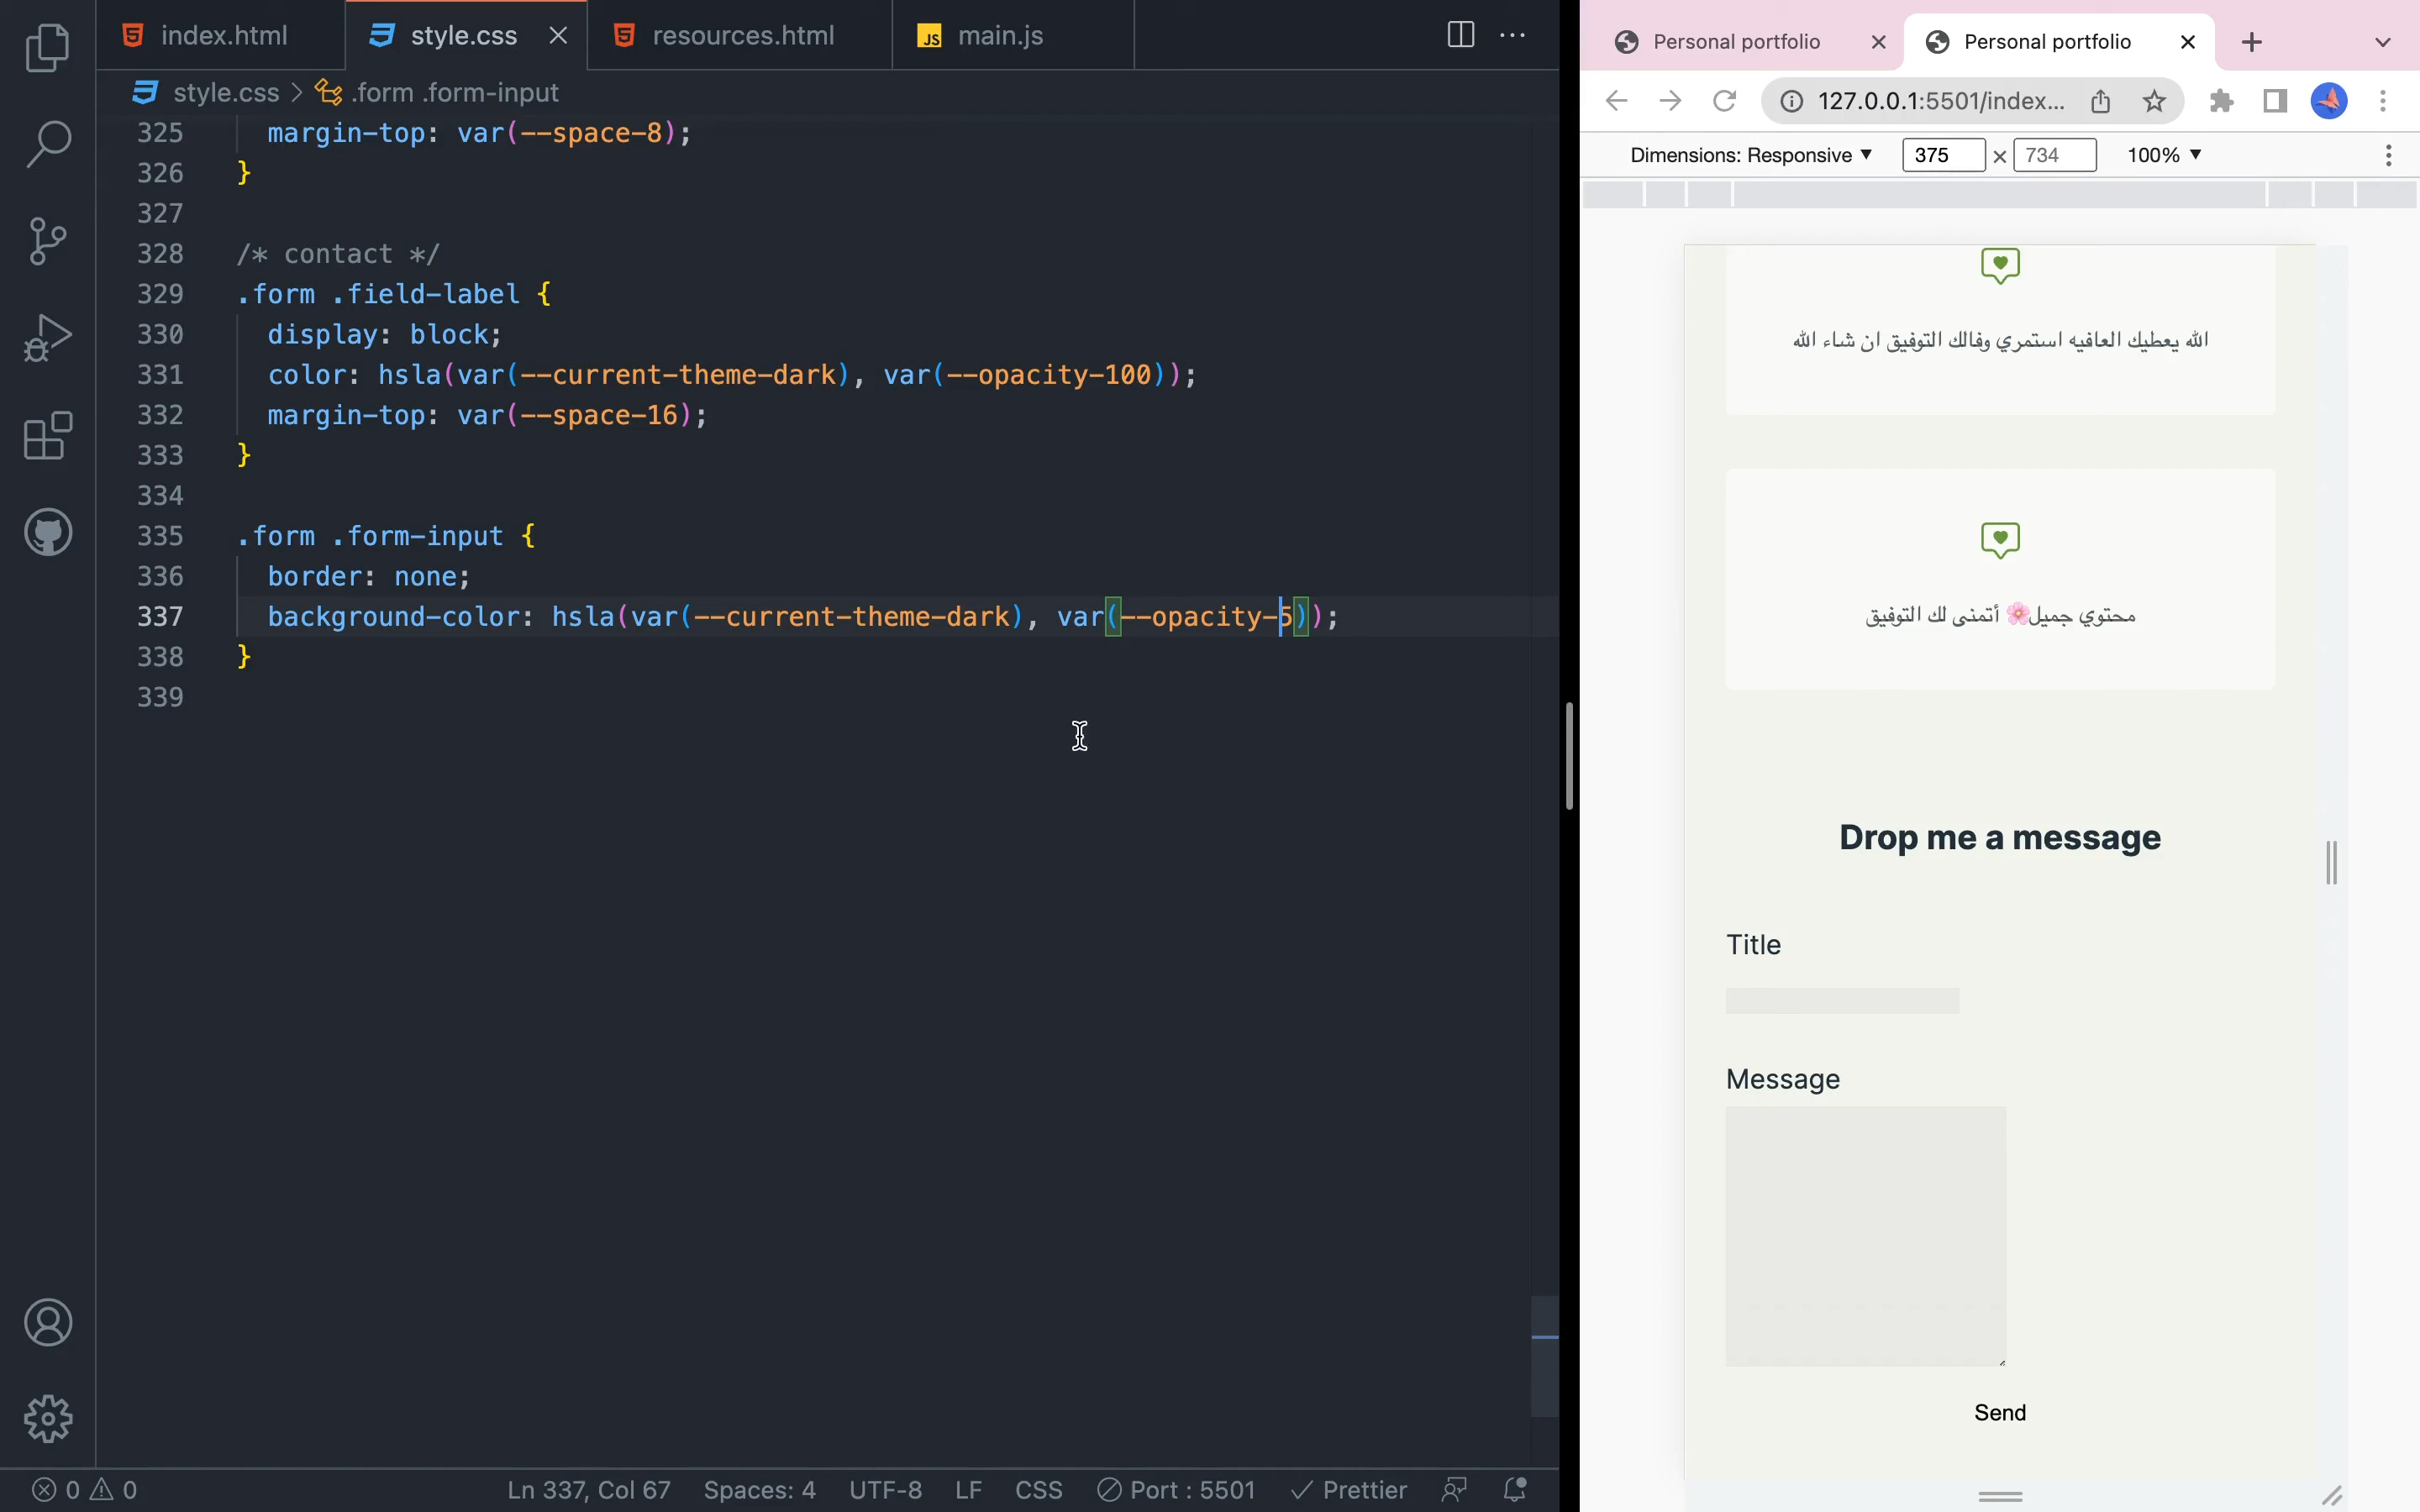 index.html
style.css
resources.html
JS main.js
style.css > .form .form-input
325 margin-top: var(--space-8);
326 }
327
328 /* contact */
329 .form .field-label {
330 display: block;
331 color: hsla(var(--current-theme-dark), var(--opacity-100));
332 margin-top: var(--space-16);
333 }
334
335 .form .form-input {
336 border: none;
337 background-color: hsla(var(--current-theme-dark), var(--opacity-5));
338 }
339
0 0
Ln 337, Col 67
Spaces: 4
UTF-8
LF
CSS
Port : 5501
Prettier
Personal portfolio
Personal portfolio
127.0.0.1:5501/index...
Dimensions: Responsive
375 × 734
100%
الله يعطيك العافيه استمري وفالك التوفيق ان شاء الله
محتوي جميل🌸 أتمنى لك التوفيق
Drop me a message
Title
Message
Send